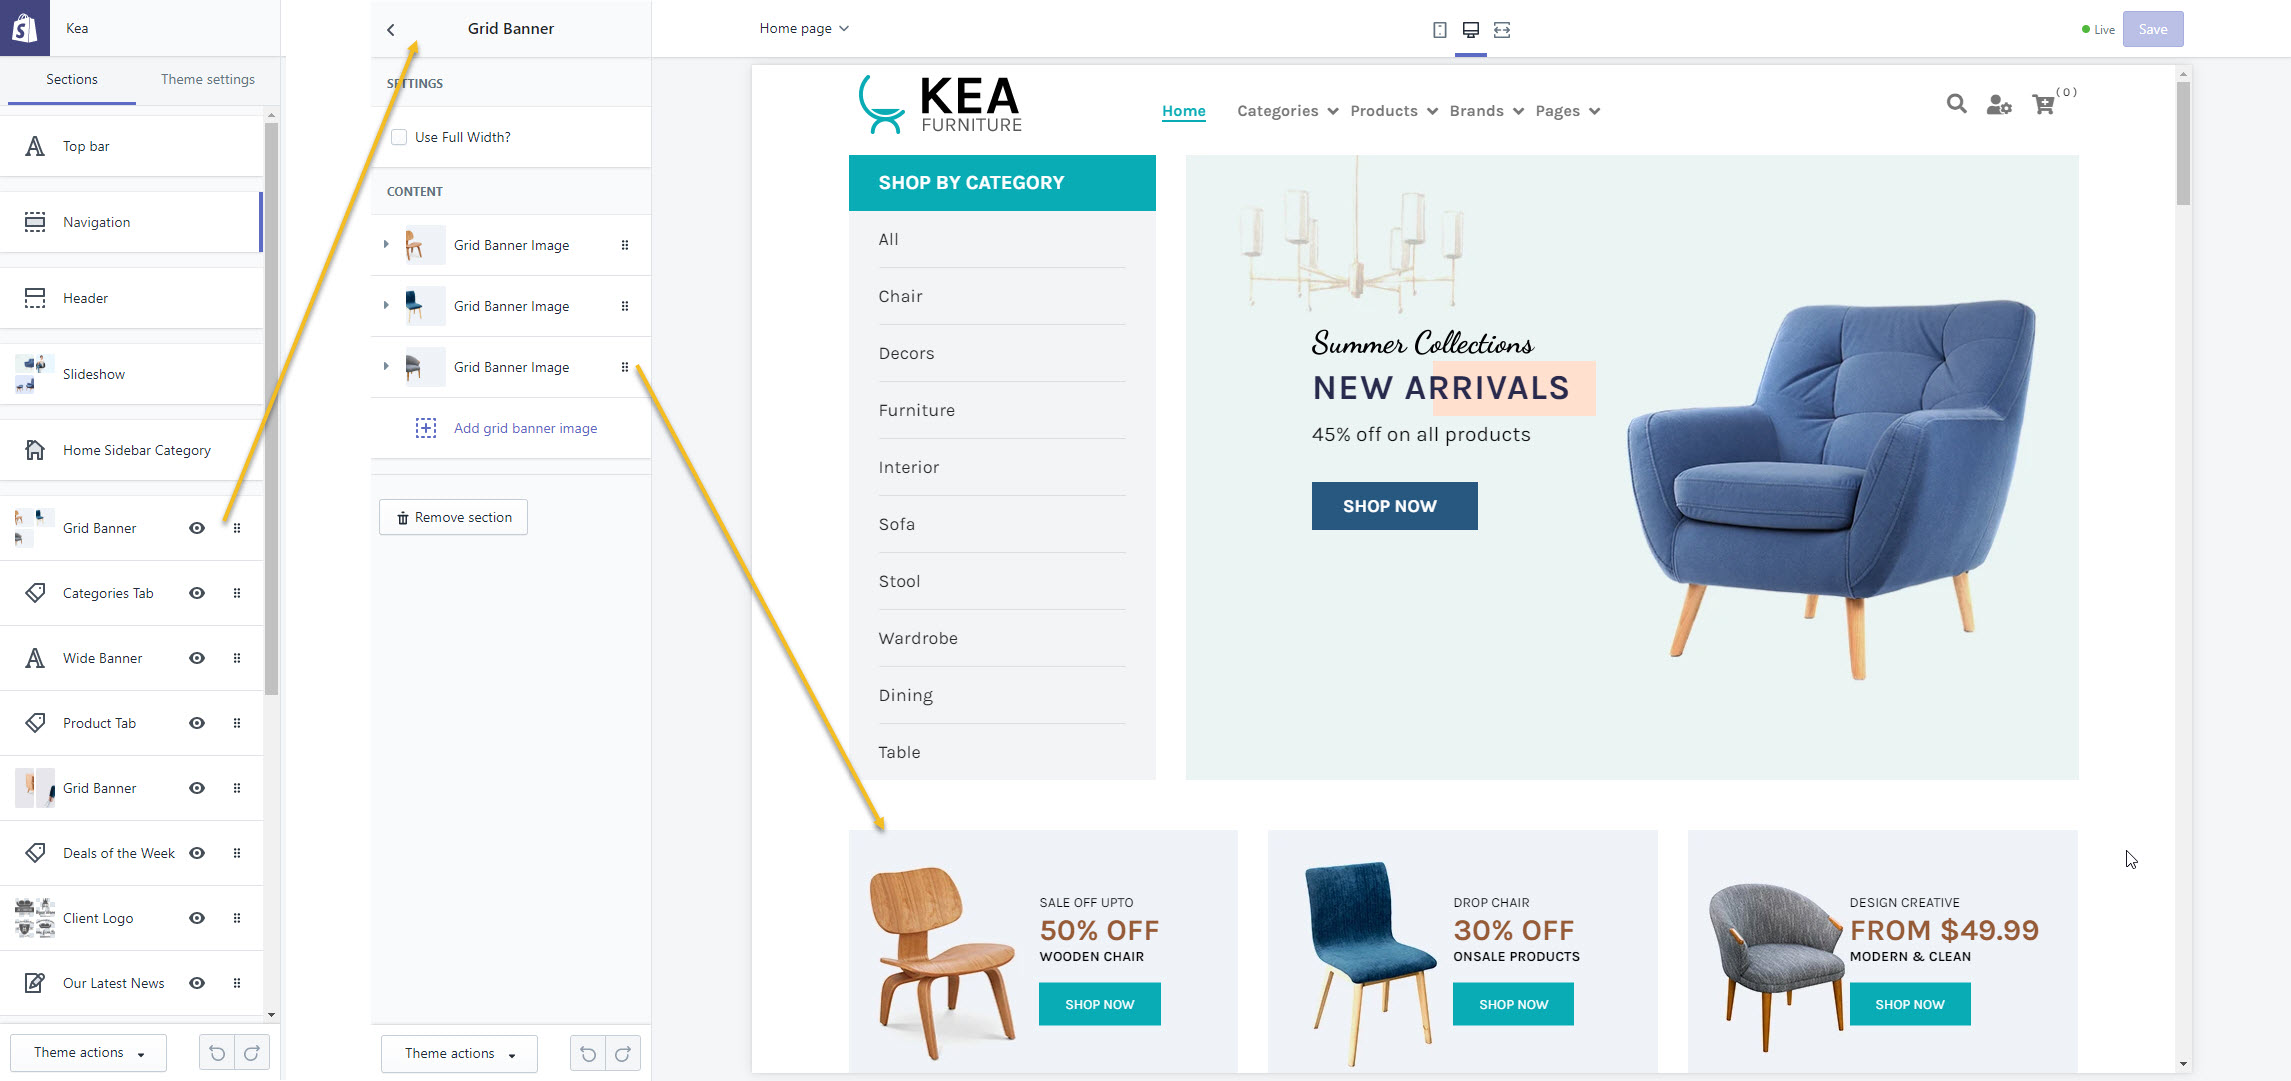 Kea
Sections
Theme settings
Top bar
Navigation
Header
Slideshow
Home Sidebar Category
Grid Banner
Categories Tab
Wide Banner
Product Tab
Grid Banner
Deals of the Week
Client Logo
Our Latest News
Theme actions
Grid Banner
SETTINGS
Use Full Width?
CONTENT
Grid Banner Image
Grid Banner Image
Grid Banner Image
Add grid banner image
Remove section
Theme actions
Home page
Live
Save
KEA
FURNITURE
Home
Categories
Products
Brands
Pages
( 0 )
SHOP BY CATEGORY
All
Chair
Decors
Furniture
Interior
Sofa
Stool
Wardrobe
Dining
Table
Summer Collections
NEW ARRIVALS
45% off on all products
SHOP NOW
SALE OFF UPTO
50% OFF
WOODEN CHAIR
SHOP NOW
DROP CHAIR
30% OFF
ONSALE PRODUCTS
SHOP NOW
DESIGN CREATIVE
FROM $49.99
MODERN & CLEAN
SHOP NOW